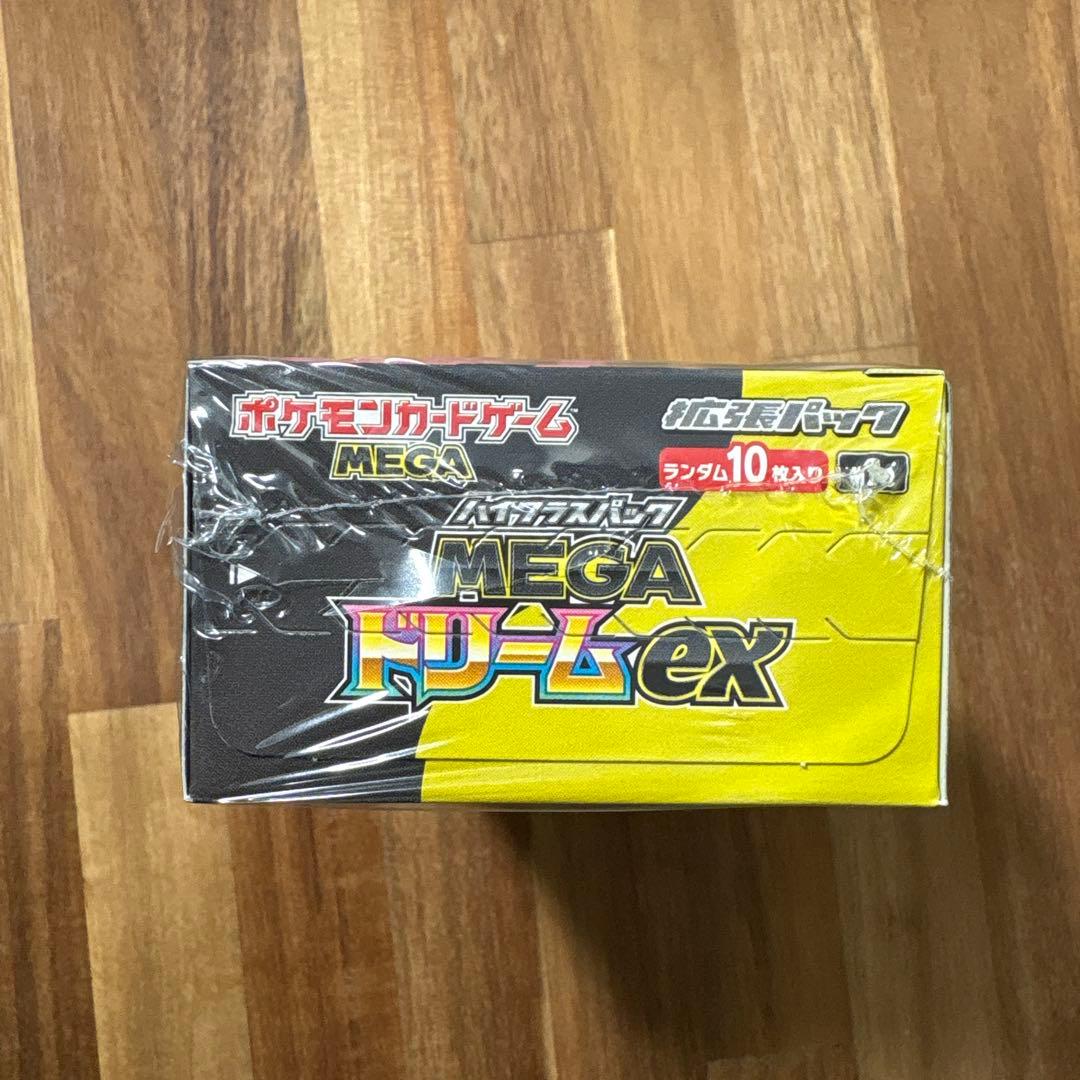 ポケモンカードゲーム
MEGA
拡張パック
ランダム10枚入り
ハイクラスパック
MEGA
ドリームex